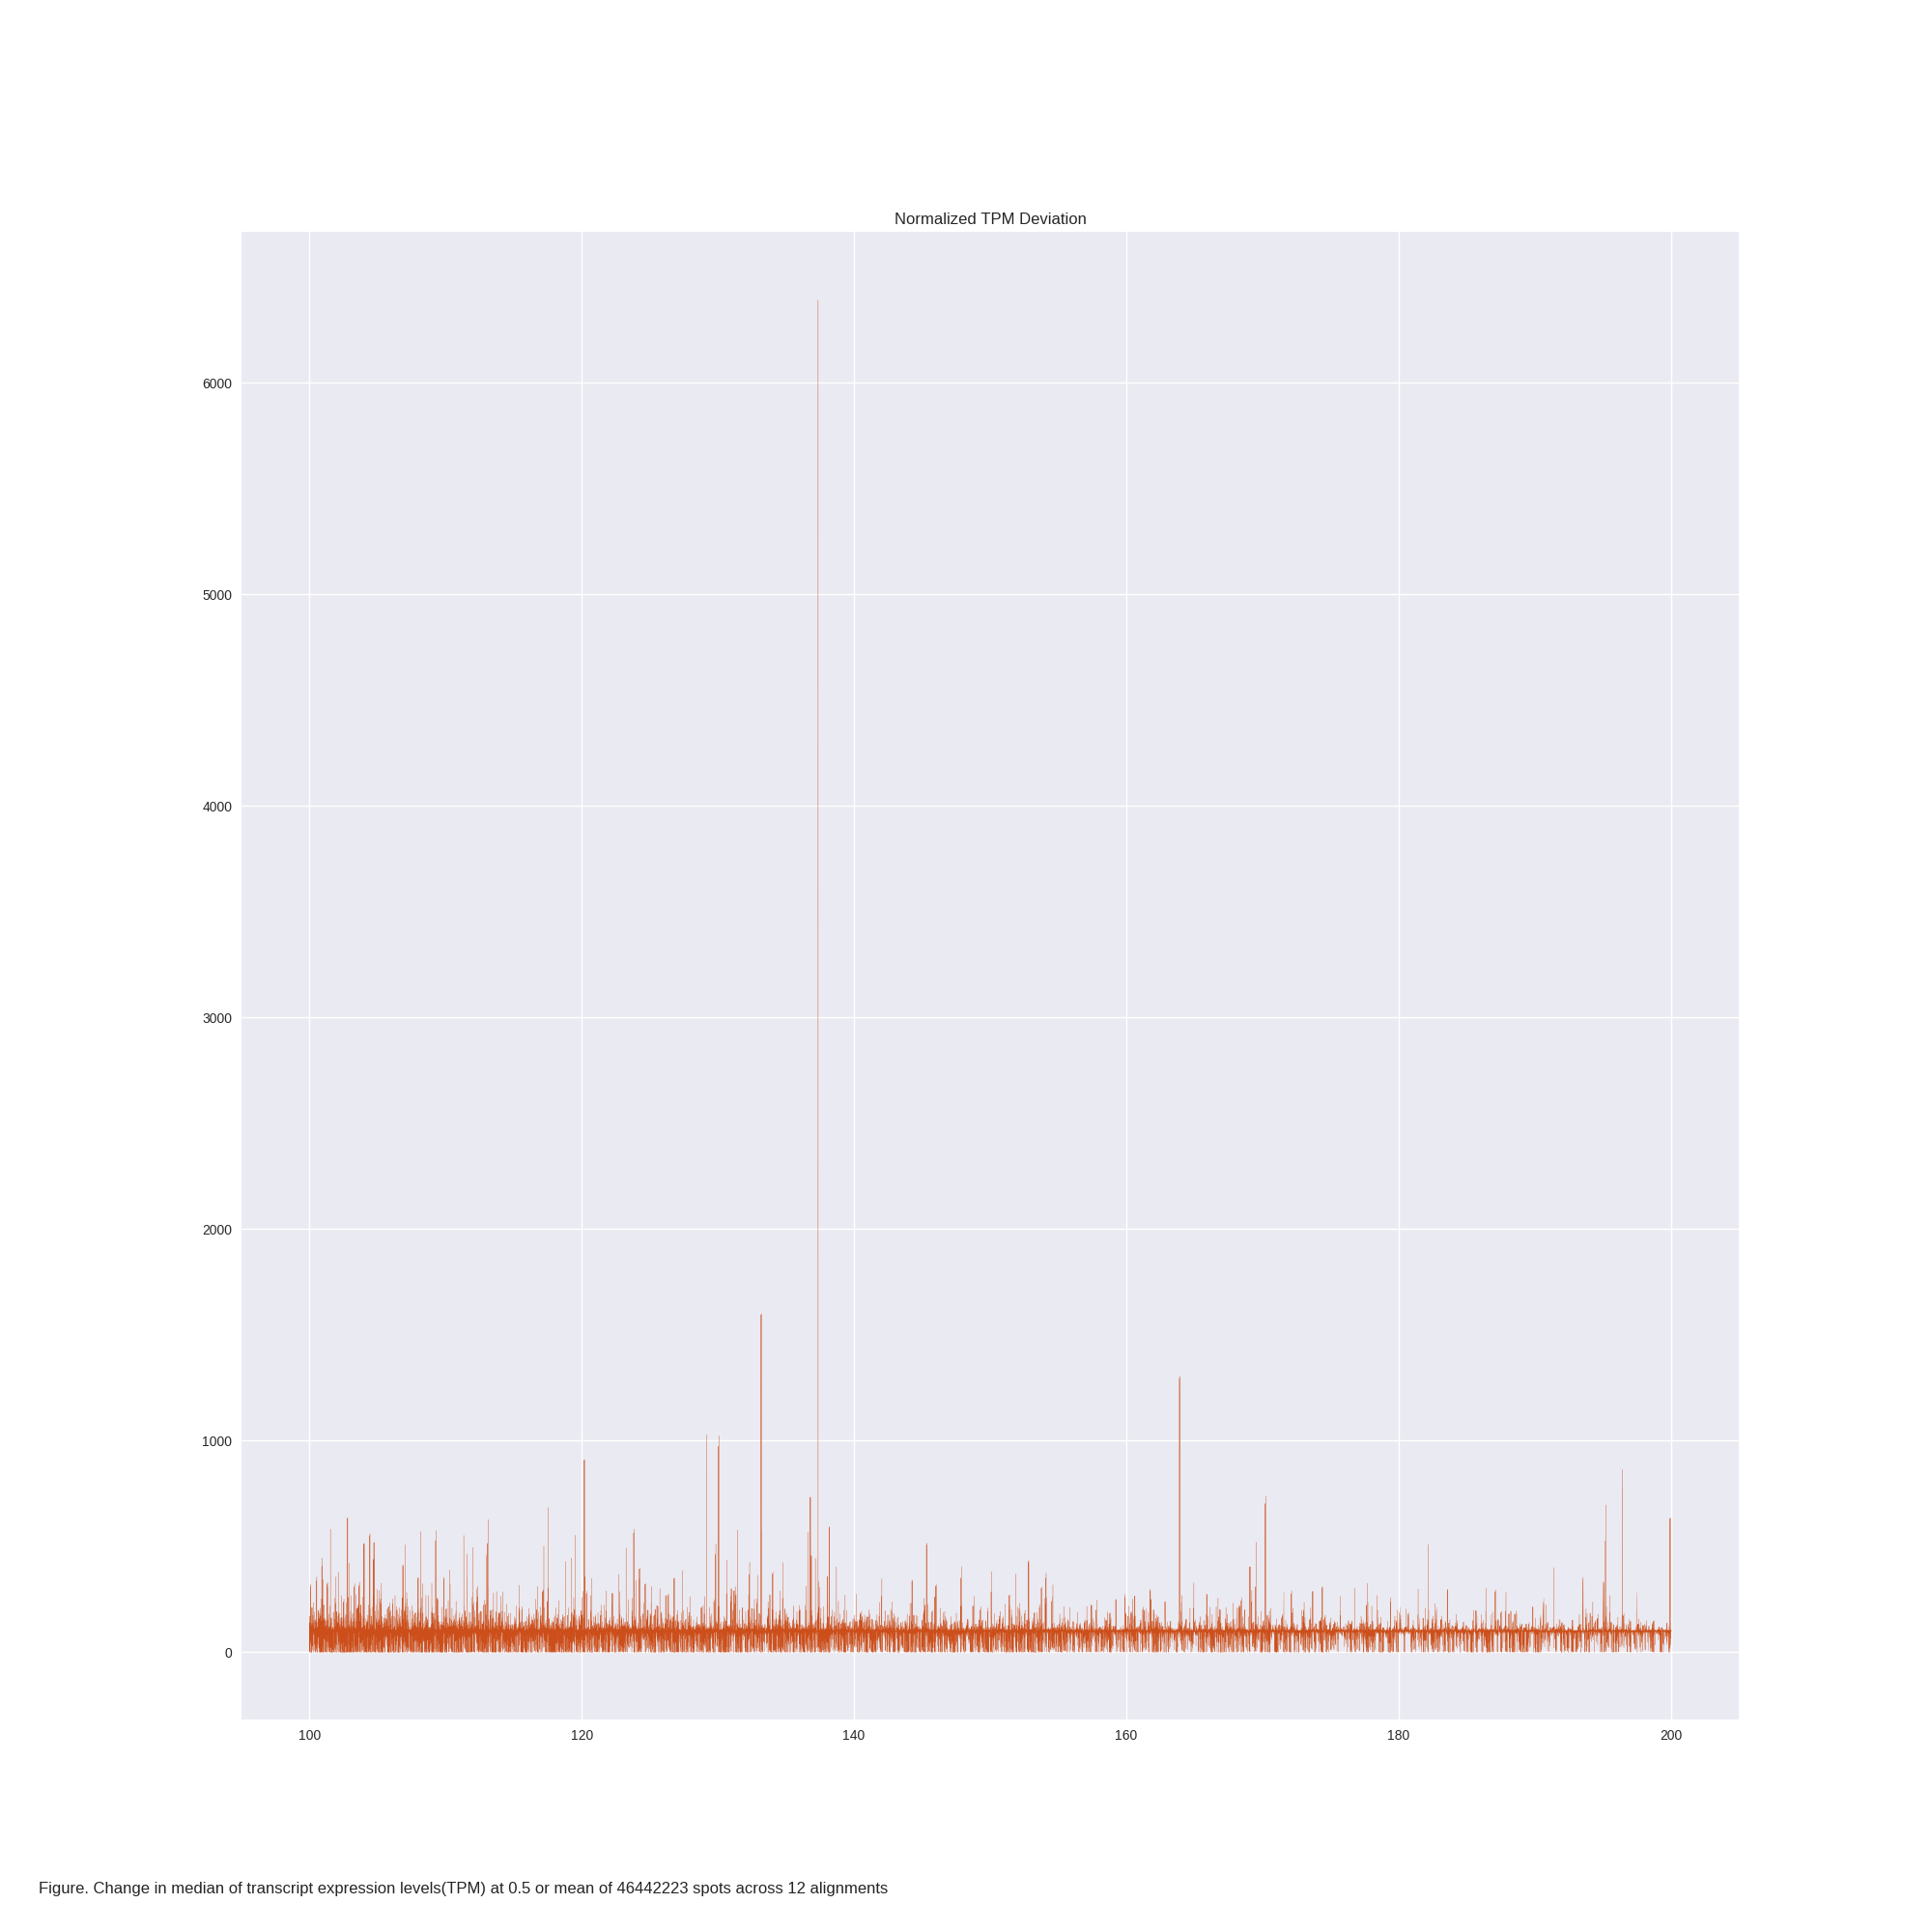 Normalized TPM Deviation
6000
5000
4000
3000
2000
1000
0
100 120 140 160 180 200
Figure. Change in median of transcript expression levels(TPM) at 0.5 or mean of 46442223 spots across 12 alignments